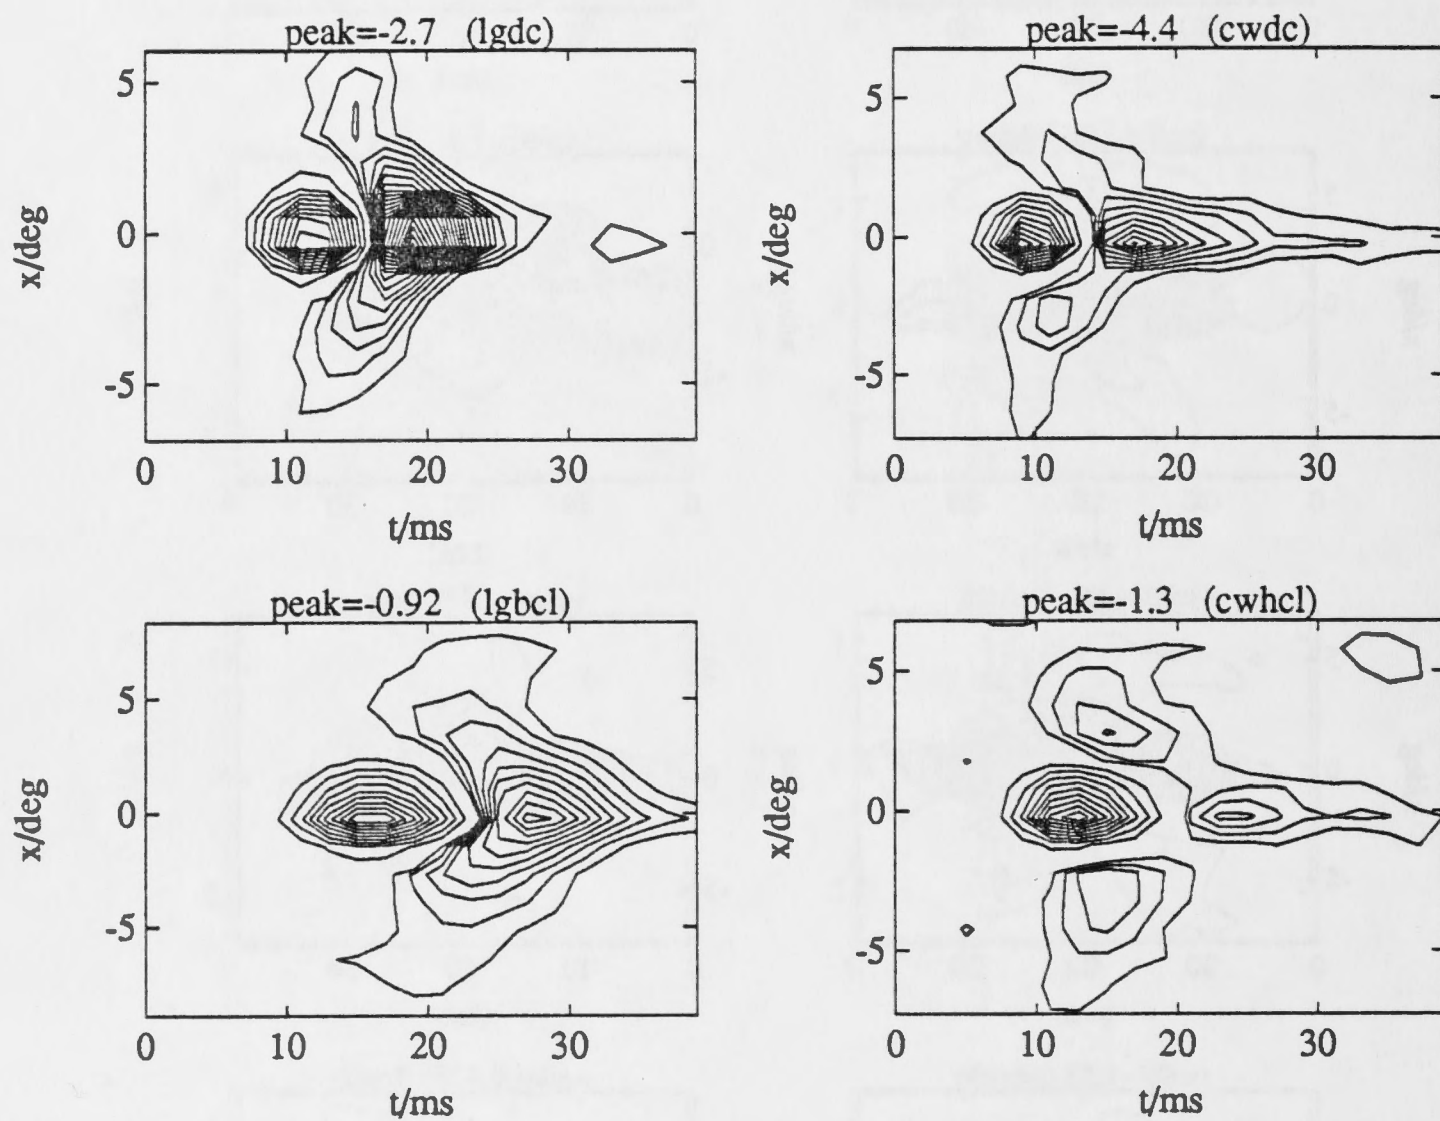 peak=-2.7 (lgdc)
5
0
-5
x/deg
0 10 20 30
t/ms
peak=-4.4 (cwdc)
5
0
-5
x/deg
0 10 20 30
t/ms
peak=-0.92 (lgbcl)
5
0
-5
x/deg
0 10 20 30
t/ms
peak=-1.3 (cwhcl)
5
0
-5
x/deg
0 10 20 30
t/ms